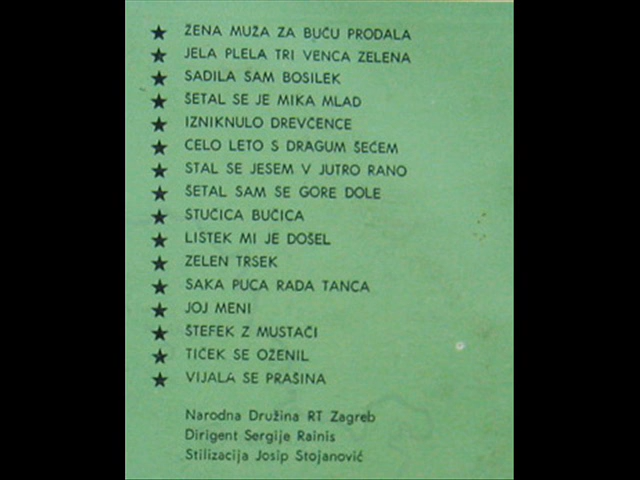 ★ ŽENA MUŽA ZA BUČU PRODALA
★ JELA PLELA TRI VENCA ZELENA
★ SADILA SAM BOSILEK
★ ŠETAL SE JE MIKA MLAD
★ IZNIKNULO DREVČENCE
★ CELO LETO S DRAGUM ŠEĆEM
★ STAL SE JESEM V JUTRO RANO
★ ŠETAL SAM SE GORE DOLE
★ STUČICA BUČICA
★ LISTEK MI JE DOŠEL
★ ZELEN TRSEK
★ SAKA PUCA RADA TANCA
★ JOJ MENI
★ ŠTEFEK Z MUSTAČI
★ TIČEK SE OŽENIL
★ VIJALA SE PRAŠINA
Narodna Družina RT Zagreb
Dirigent Sergije Rainis
Stilizacija Josip Stojanović